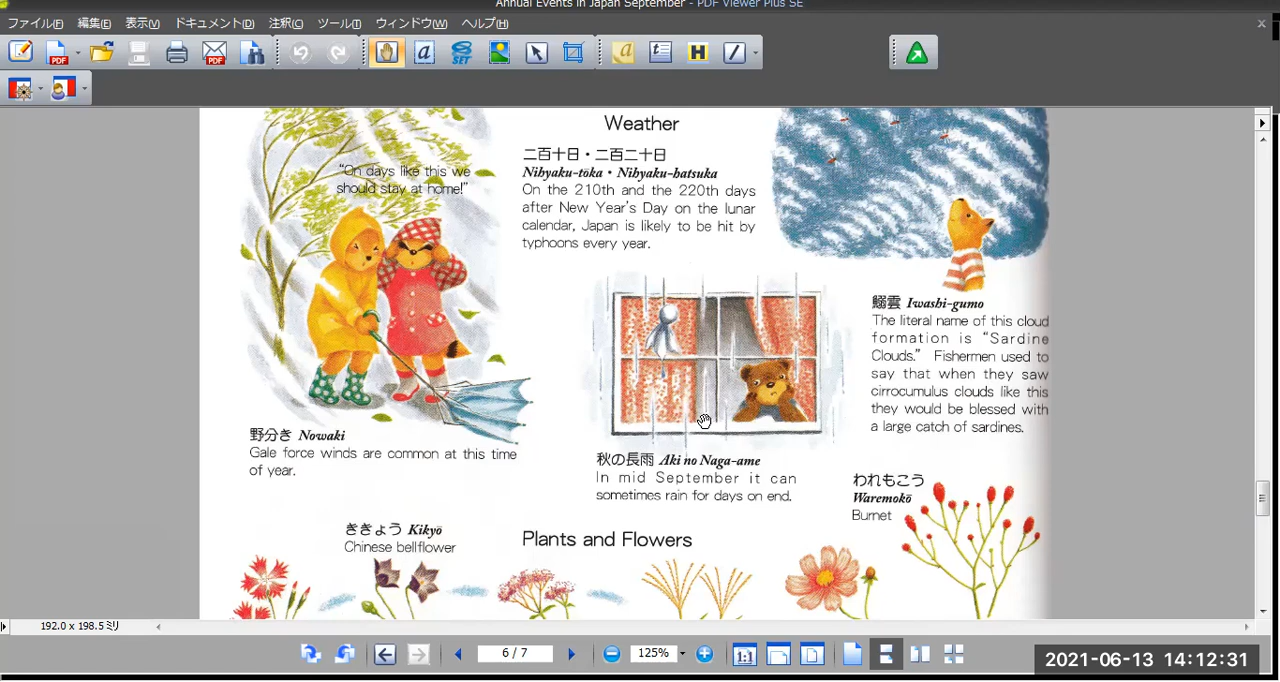 Annual Events in Japan September - PDF Viewer Plus SE
ファイル(F) 編集(E) 表示(V) ドキュメント(D) 注釈(C) ツール(T) ウィンドウ(W) ヘルプ(H)
Weather
"On days like this we
should stay at home!"
二百十日・二百二十日
Nihyaku-tōka・Nihyaku-hatsuka
On the 210th and the 220th days
after New Year's Day on the lunar
calendar, Japan is likely to be hit by
typhoons every year.
鰯雲 Iwashi-gumo
The literal name of this cloud
formation is "Sardine
Clouds." Fishermen used to
say that when they saw
cirrocumulus clouds like this
they would be blessed with
a large catch of sardines.
野分き Nowaki
Gale force winds are common at this time
of year.
秋の長雨 Aki no Naga-ame
In mid September it can
sometimes rain for days on end.
われもこう
Waremokō
Burnet
ききょう Kikyō
Chinese bellflower
Plants and Flowers
192.0 x 198.5 ミリ
6 / 7
125%
1:1
2021-06-13 14:12:31